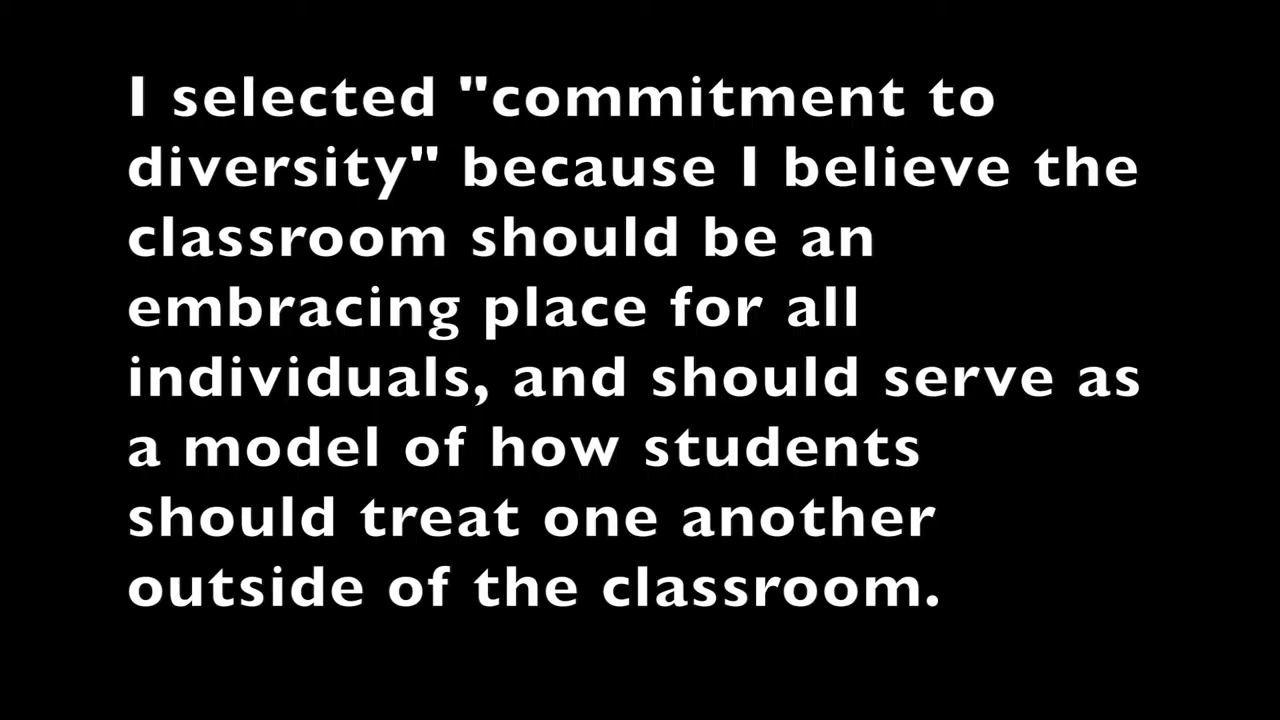 I selected "commitment to
diversity" because I believe the
classroom should be an
embracing place for all
individuals, and should serve as
a model of how students
should treat one another
outside of the classroom.